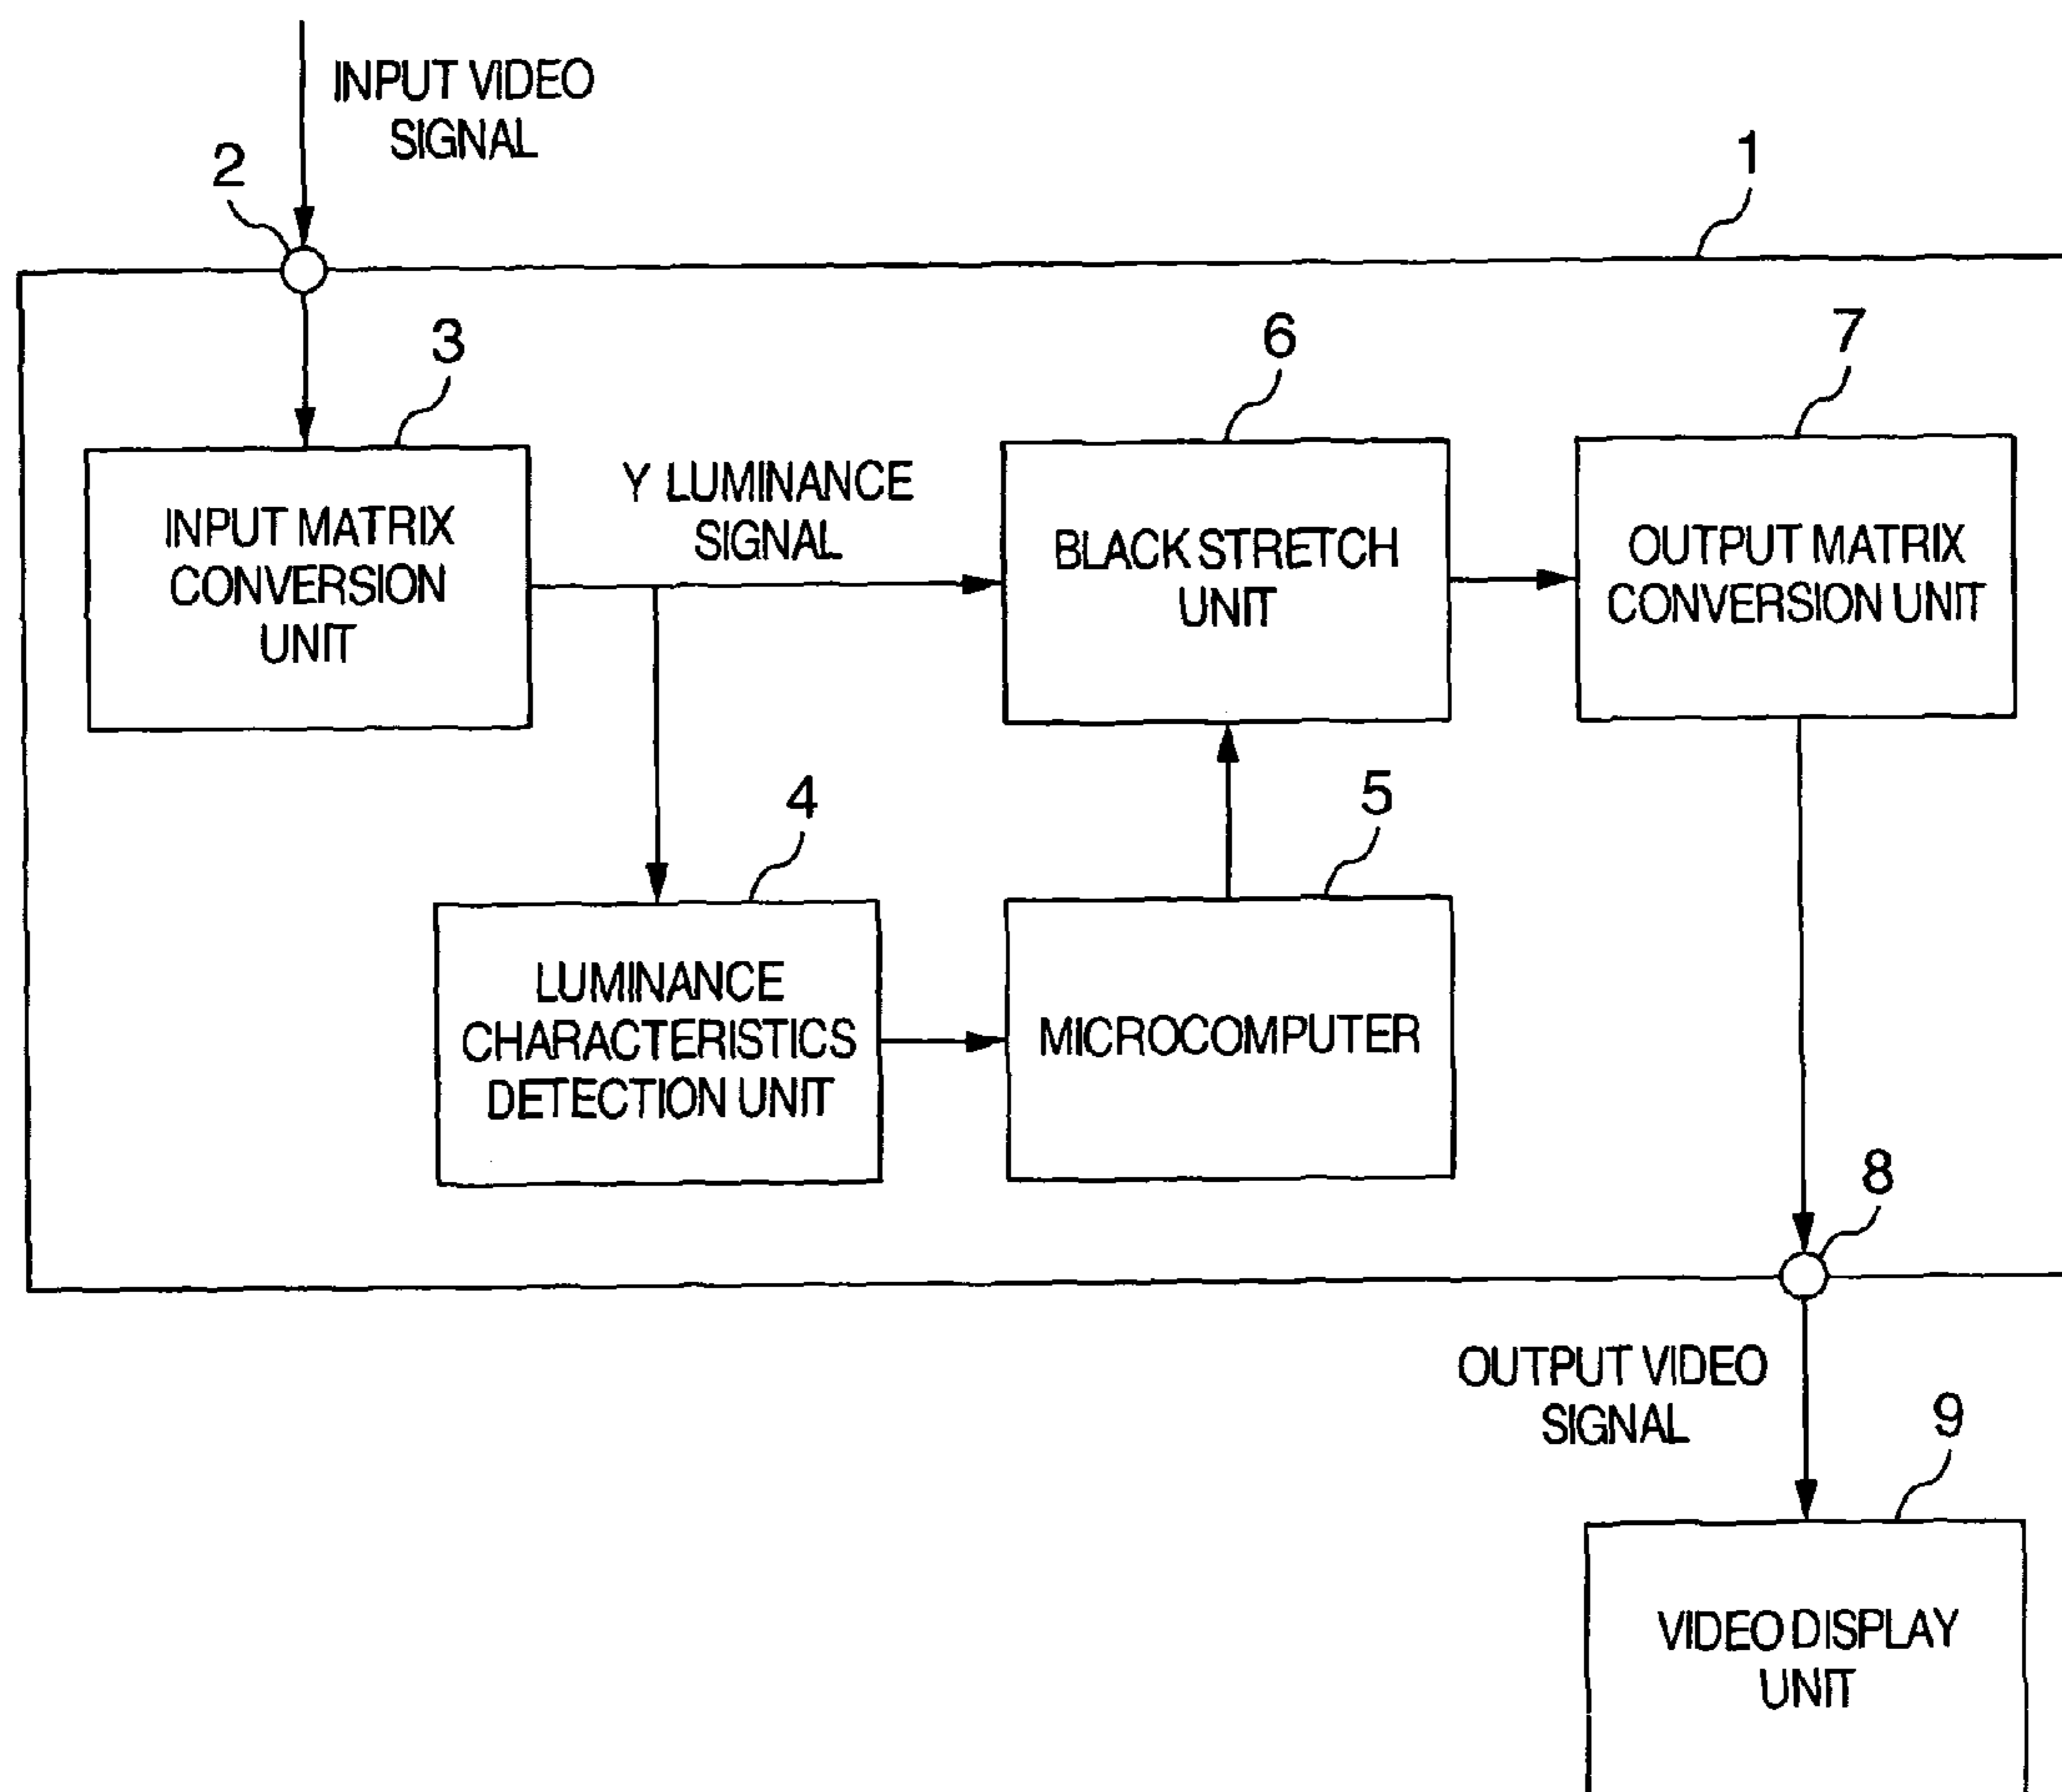 INPUT VIDEO
SIGNAL
2
1
3
6
7
INPUT MATRIX
CONVERSION
UNIT
Y LUMINANCE
SIGNAL
BLACK STRETCH
UNIT
OUTPUT MATRIX
CONVERSION UNIT
4
5
LUMINANCE
CHARACTERISTICS
DETECTION UNIT
MICROCOMPUTER
8
OUTPUT VIDEO
SIGNAL
9
VIDEO DISPLAY
UNIT